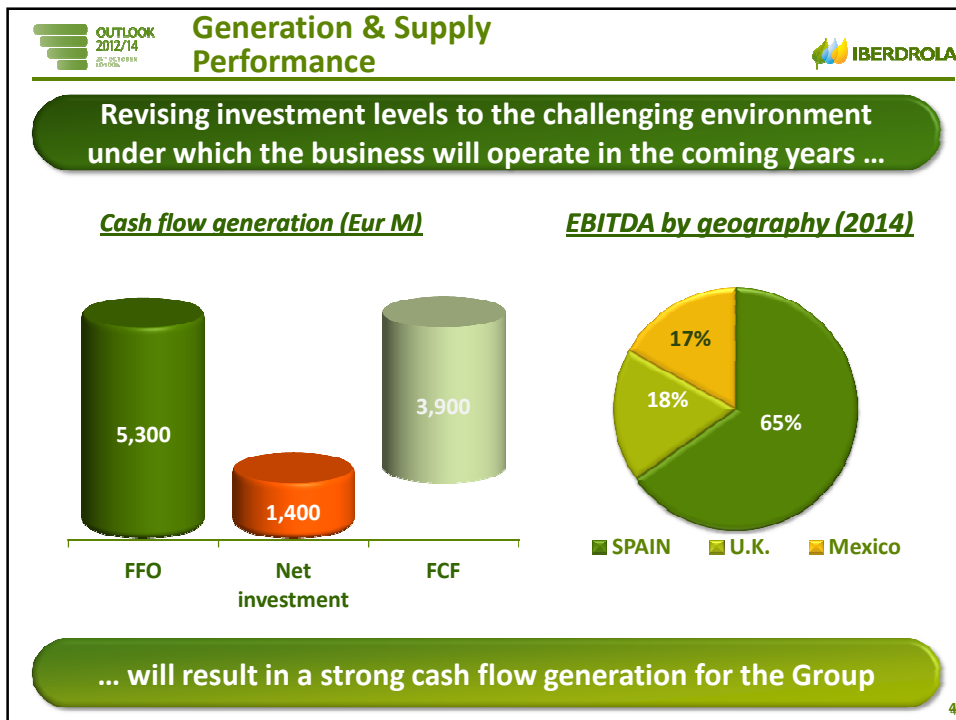 OUTLOOK
2012/14
25TH OCTOBER
LONDON
Generation & Supply
Performance
IBERDROLA
Revising investment levels to the challenging environment
under which the business will operate in the coming years …
Cash flow generation (Eur M)
EBITDA by geography (2014)
5,300
1,400
3,900
FFO
Net
investment
FCF
17%
18%
65%
SPAIN
U.K.
Mexico
… will result in a strong cash flow generation for the Group
4